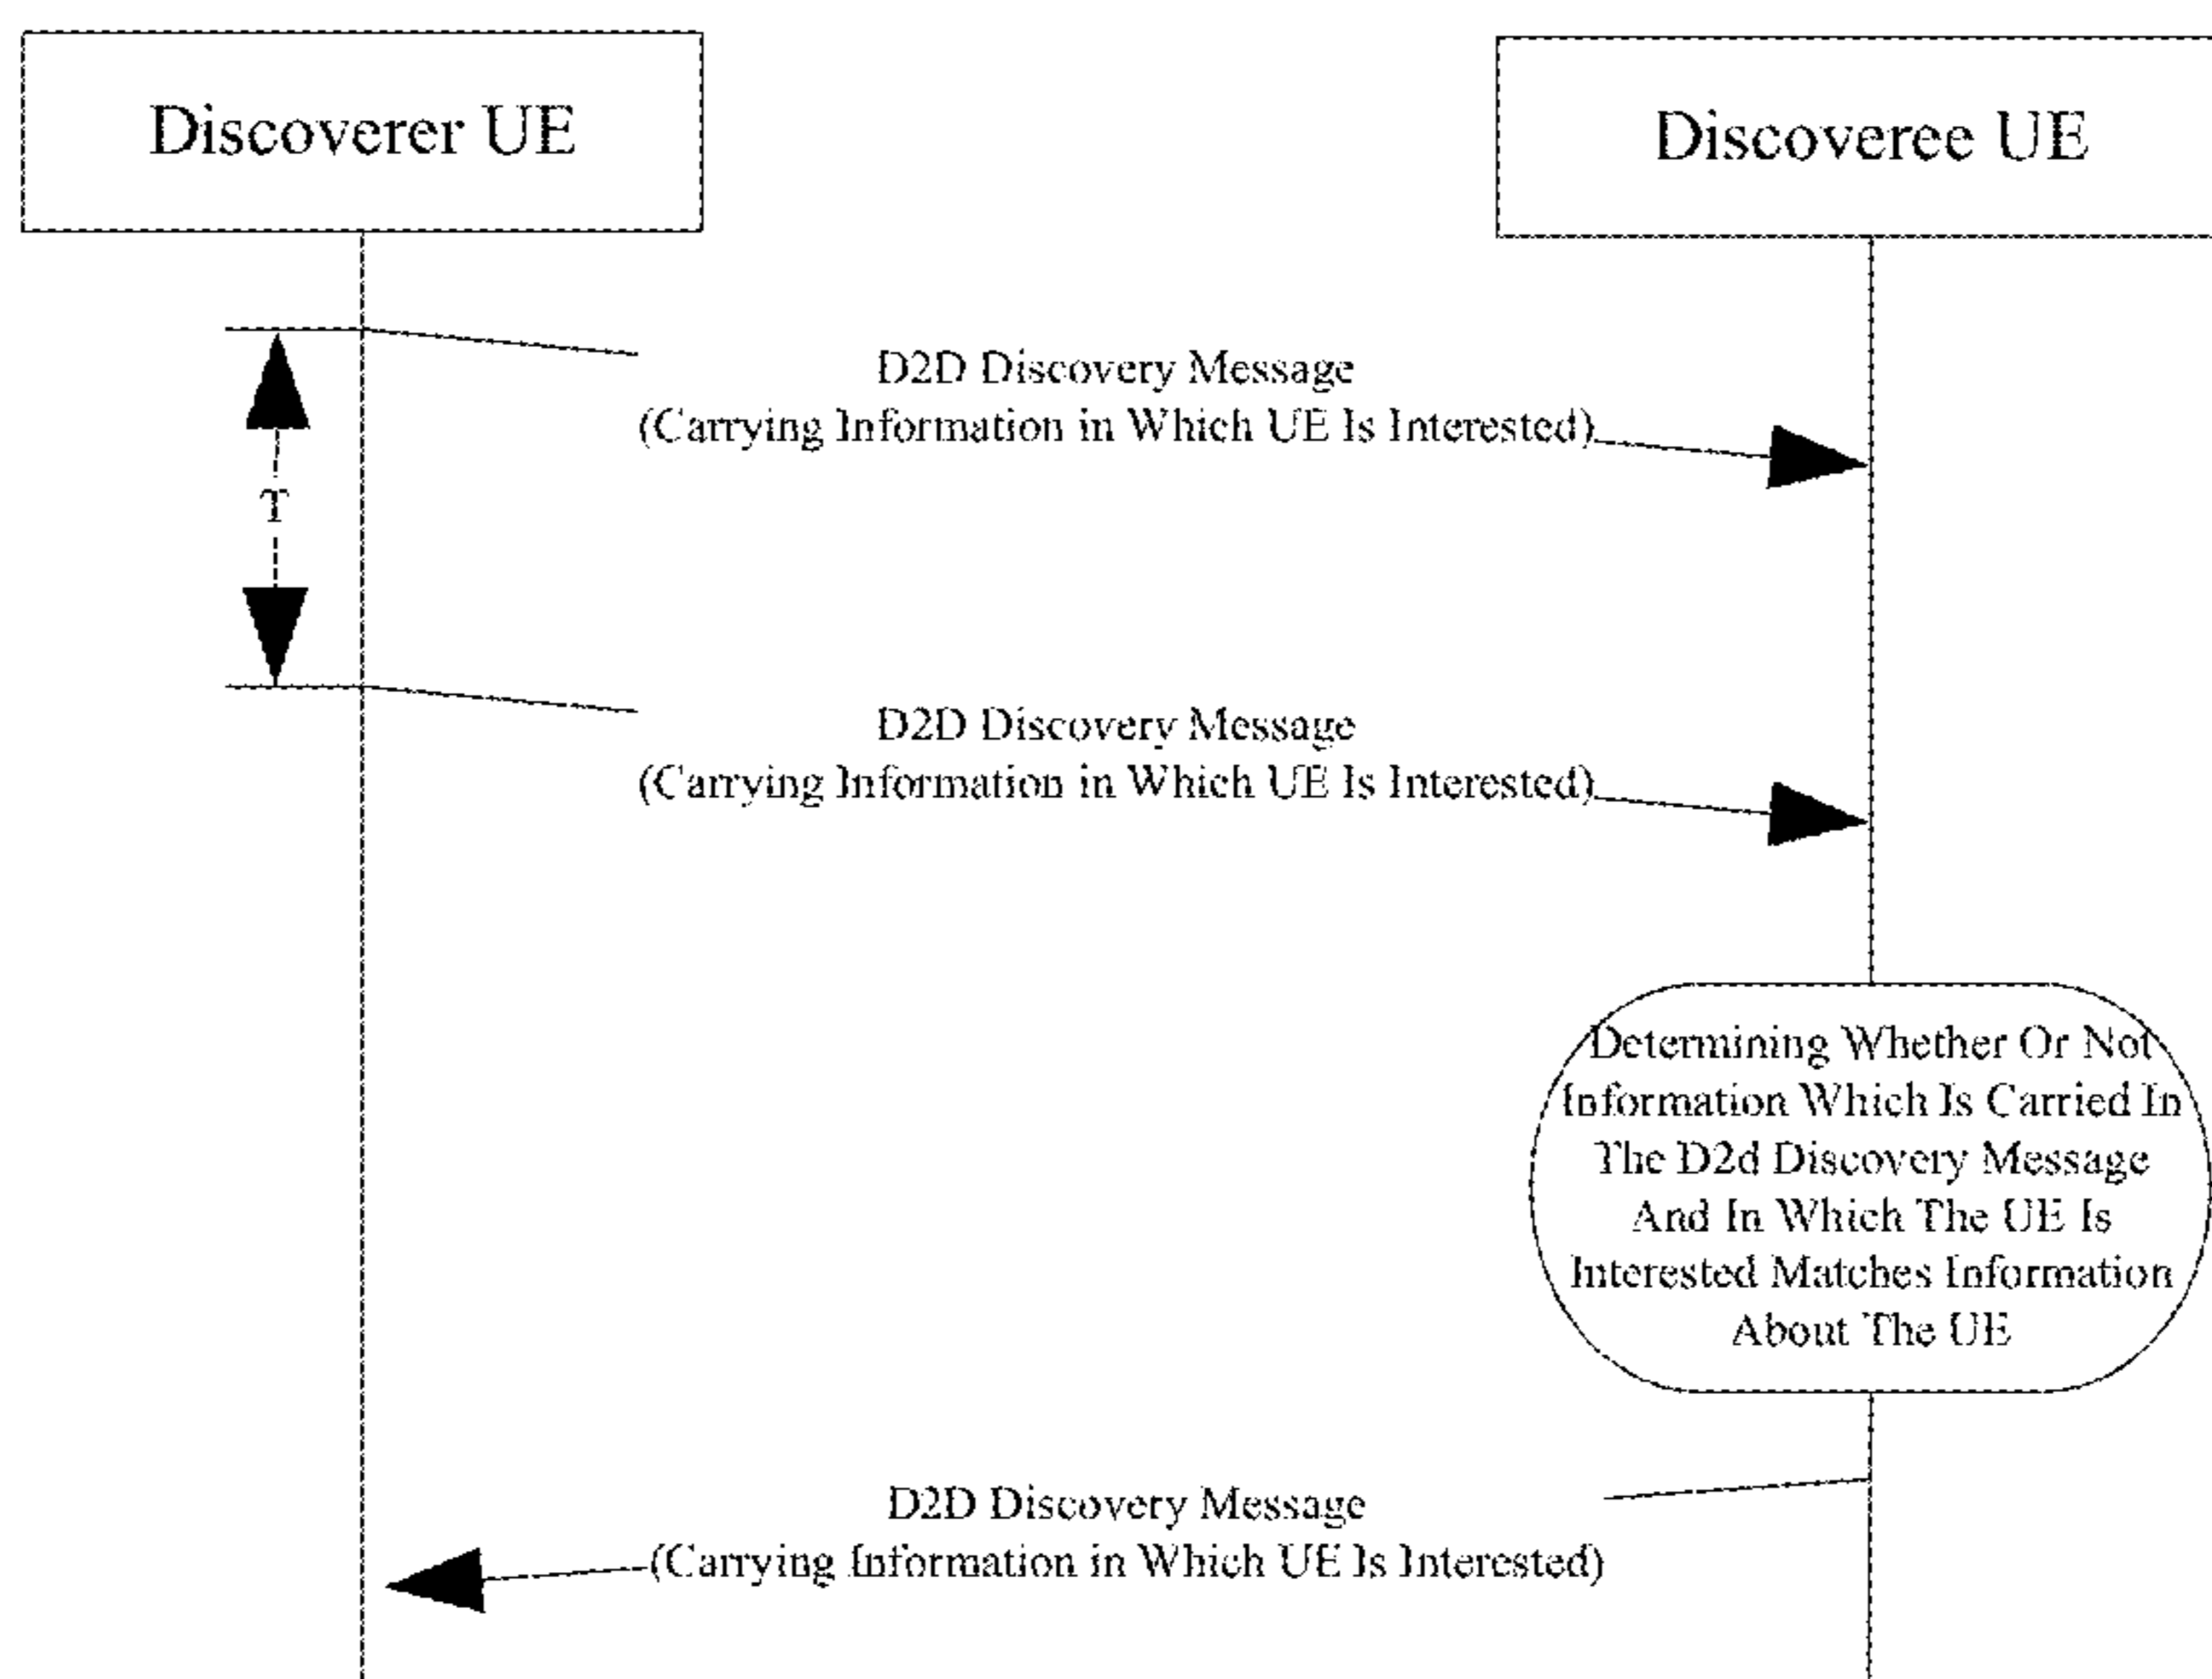 Discoverer UE
Discoveree UE
D2D Discovery Message
(Carrying Information in Which UE Is Interested)
T
D2D Discovery Message
(Carrying Information in Which UE Is Interested)
Determining Whether Or Not
Information Which Is Carried In
The D2d Discovery Message
And In Which The UE Is
Interested Matches Information
About The UE
D2D Discovery Message
(Carrying Information in Which UE Is Interested)